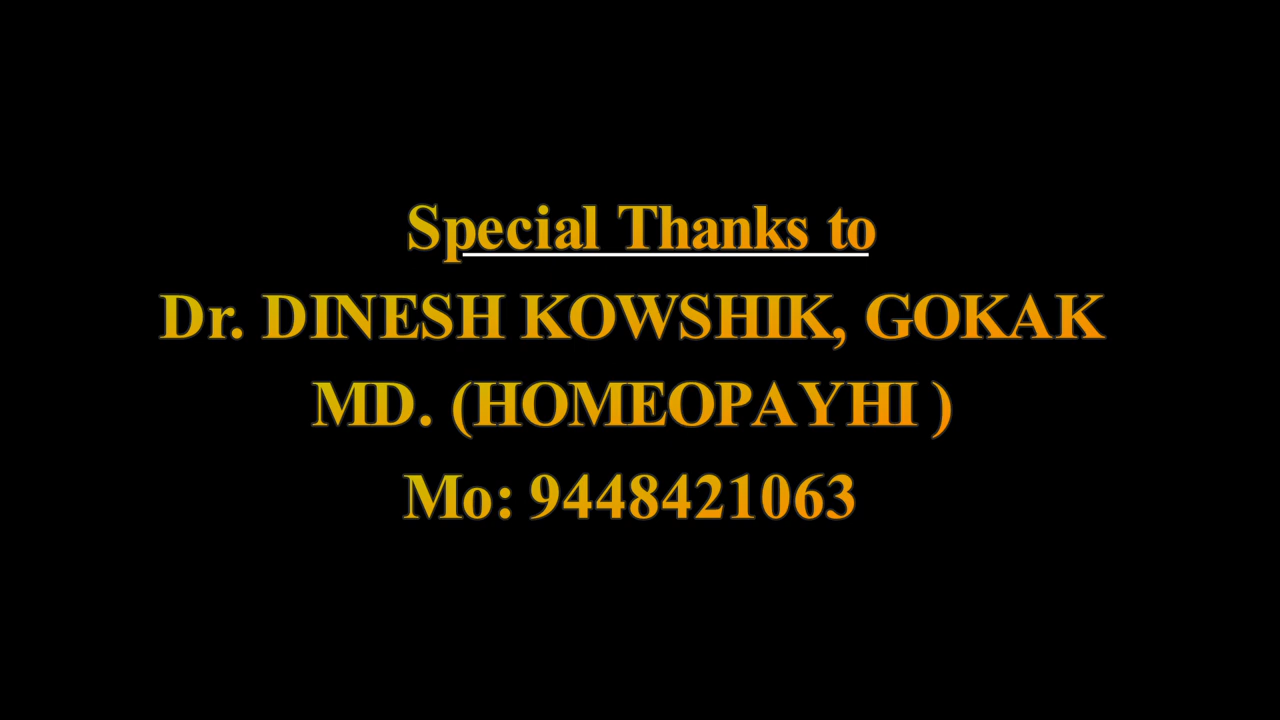 Special Thanks to
Dr. DINESH KOWSHIK, GOKAK
MD. (HOMEOPAYHI )
Mo: 9448421063